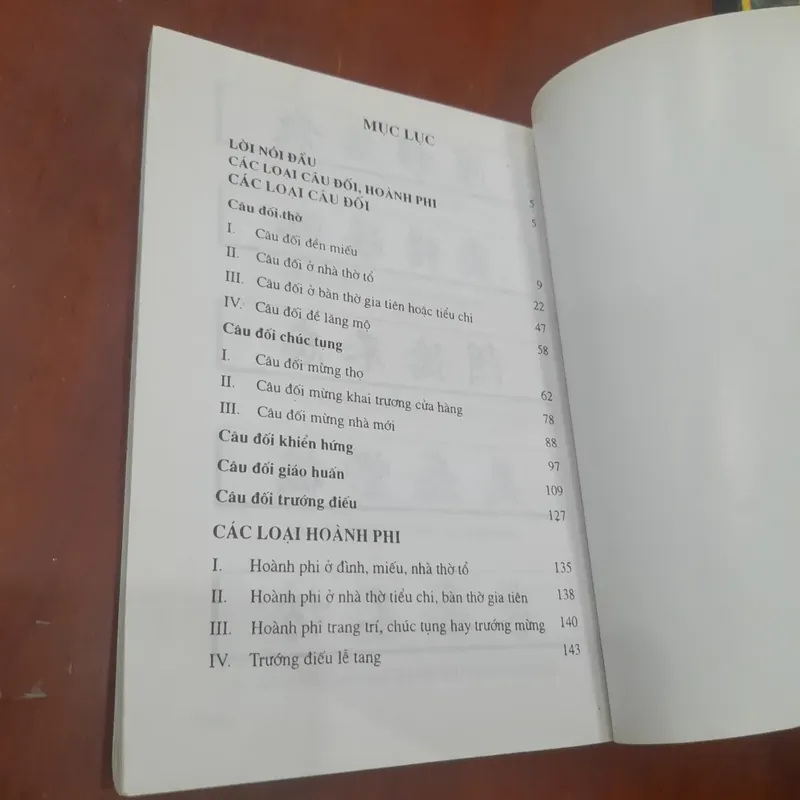 MỤC LỤC
LỜI NÓI ĐẦU 5
CÁC LOẠI CÂU ĐỐI, HOÀNH PHI 5
CÁC LOẠI CÂU ĐỐI
Câu đối thờ
I. Câu đối đền miếu 9
II. Câu đối ở nhà thờ tổ 22
III. Câu đối ở bàn thờ gia tiên hoặc tiểu chi 47
IV. Câu đối đề lăng mộ 58
Câu đối chúc tụng
I. Câu đối mừng thọ 62
II. Câu đối mừng khai trương cửa hàng 78
III. Câu đối mừng nhà mới 88
Câu đối khiển hứng 97
Câu đối giáo huấn 109
Câu đối trướng điếu 127
CÁC LOẠI HOÀNH PHI
I. Hoành phi ở đình, miếu, nhà thờ tổ 135
II. Hoành phi ở nhà thờ tiểu chi, bàn thờ gia tiên 138
III. Hoành phi trang trí, chúc tụng hay trướng mừng 140
IV. Trướng điếu lễ tang 143